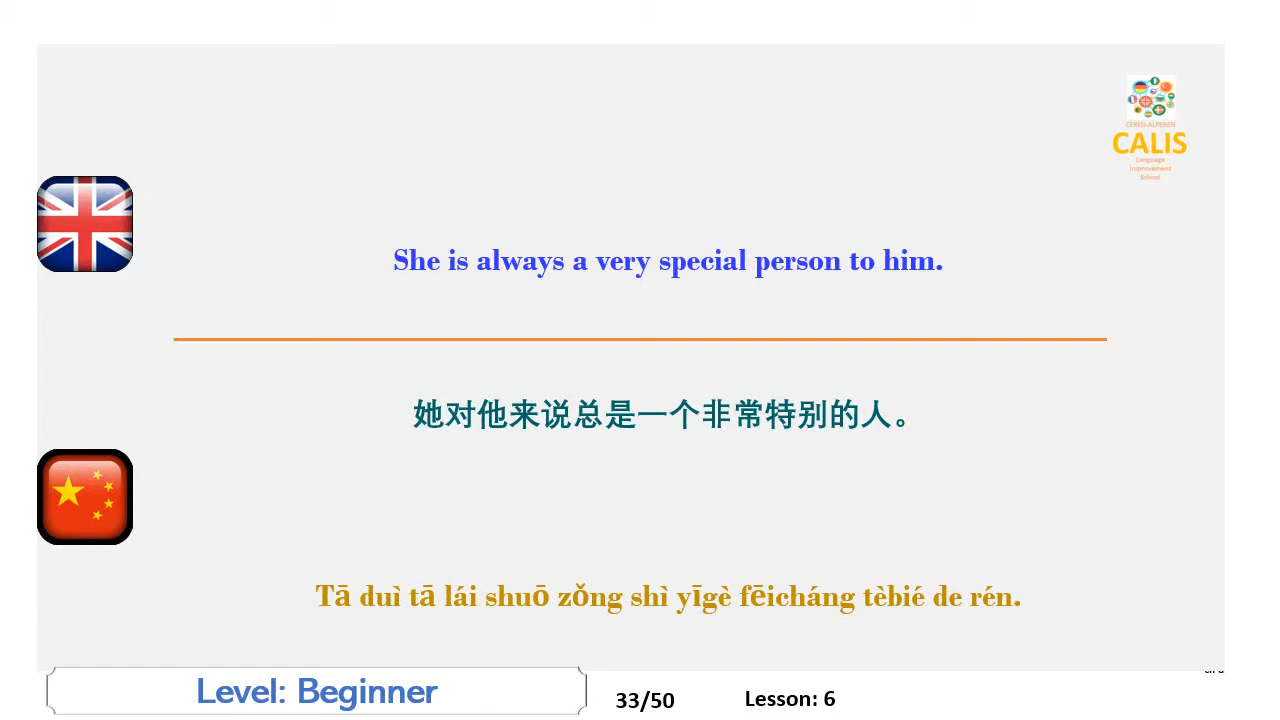 CEREN-ALPEREN
CALIS
Language
Improvement
School
She is always a very special person to him.
她对他来说总是一个非常特别的人。
Tā duì tā lái shuō zǒng shì yīgè fēicháng tèbié de rén.
Level: Beginner
33/50
Lesson: 6